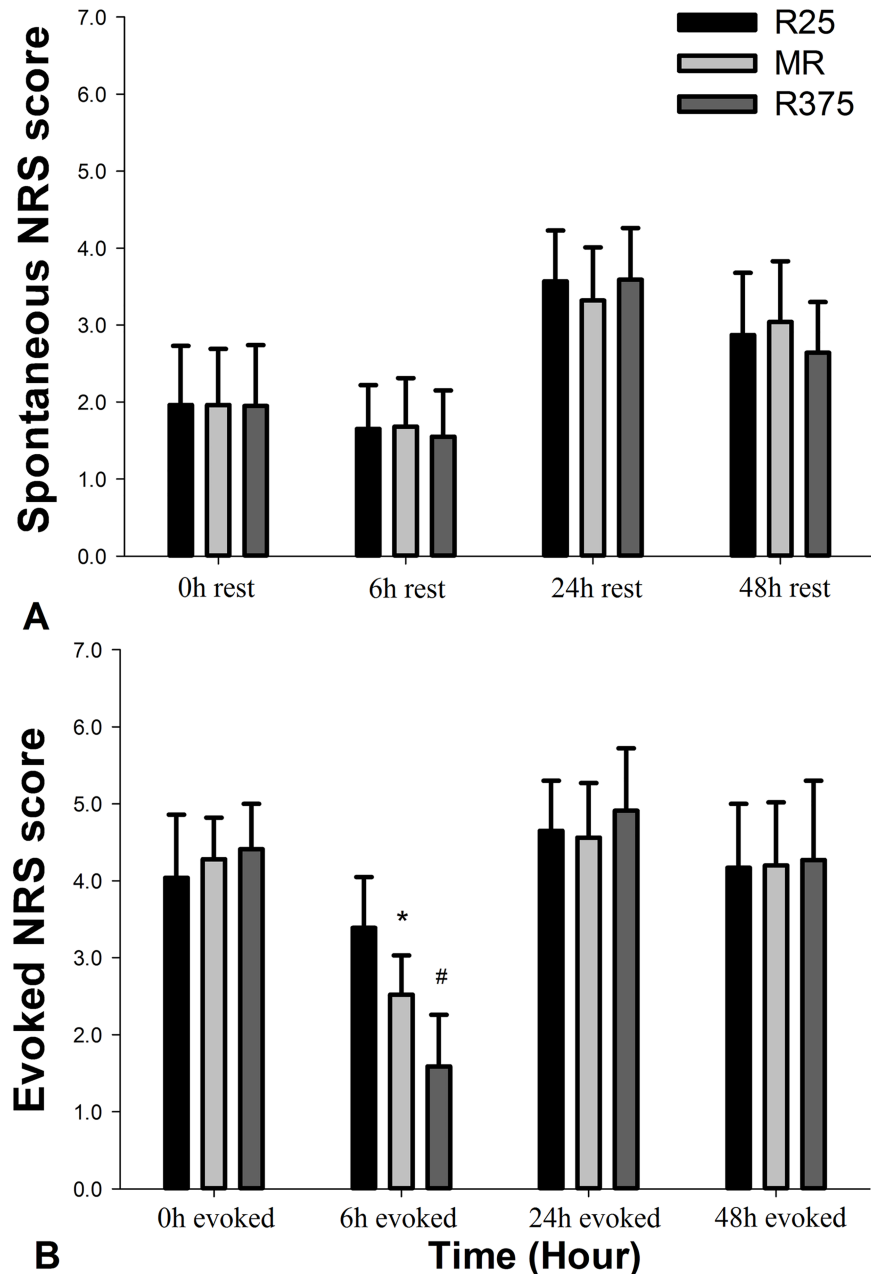 R25
MR
R375
Spontaneous NRS score
7.0
6.0
5.0
4.0
3.0
2.0
1.0
0.0
0h rest 6h rest 24h rest 48h rest
A
Evoked NRS score
7.0
6.0
5.0
4.0
3.0
2.0
1.0
0.0
*
#
0h evoked 6h evoked 24h evoked 48h evoked
B Time (Hour)